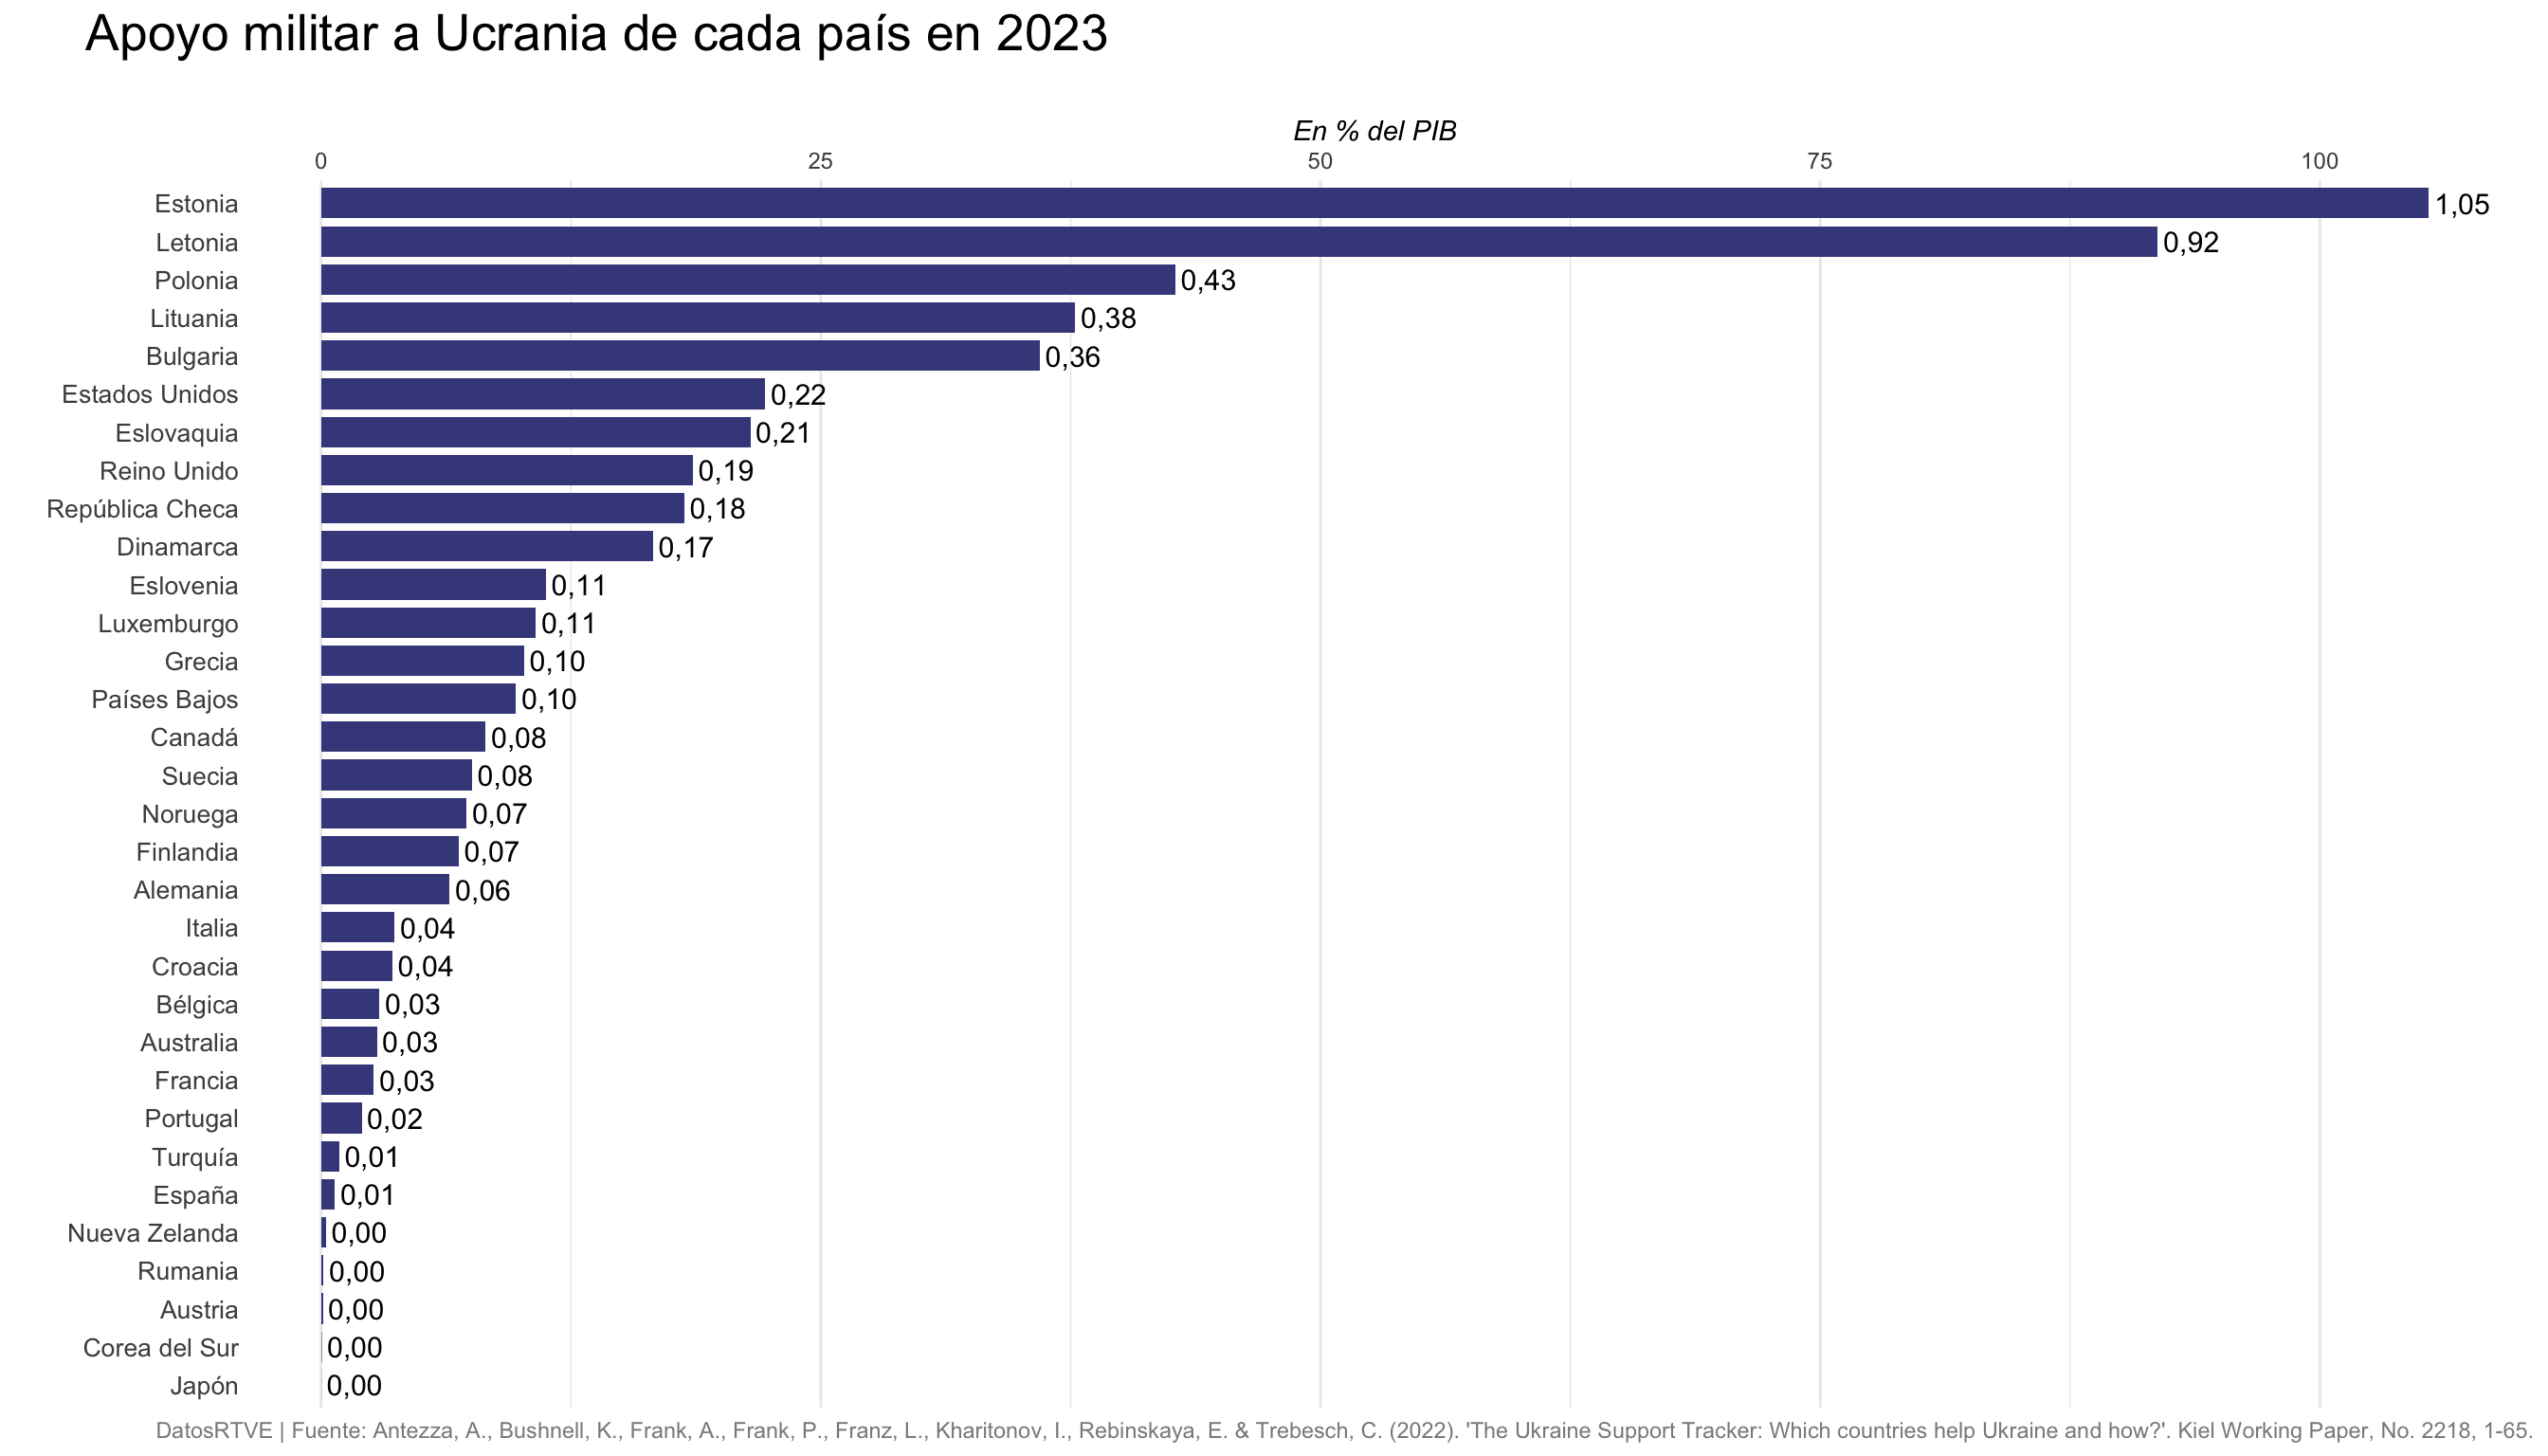 Apoyo militar a Ucrania de cada país en 2023
En % del PIB
0 25 50 75 100
Estonia 1,05
Letonia 0,92
Polonia 0,43
Lituania 0,38
Bulgaria 0,36
Estados Unidos 0,22
Eslovaquia 0,21
Reino Unido 0,19
República Checa 0,18
Dinamarca 0,17
Eslovenia 0,11
Luxemburgo 0,11
Grecia 0,10
Países Bajos 0,10
Canadá 0,08
Suecia 0,08
Noruega 0,07
Finlandia 0,07
Alemania 0,06
Italia 0,04
Croacia 0,04
Bélgica 0,03
Australia 0,03
Francia 0,03
Portugal 0,02
Turquía 0,01
España 0,01
Nueva Zelanda 0,00
Rumania 0,00
Austria 0,00
Corea del Sur 0,00
Japón 0,00
DatosRTVE | Fuente: Antezza, A., Bushnell, K., Frank, A., Frank, P., Franz, L., Kharitonov, I., Rebinskaya, E. & Trebesch, C. (2022). 'The Ukraine Support Tracker: Which countries help Ukraine and how?'. Kiel Working Paper, No. 2218, 1-65.